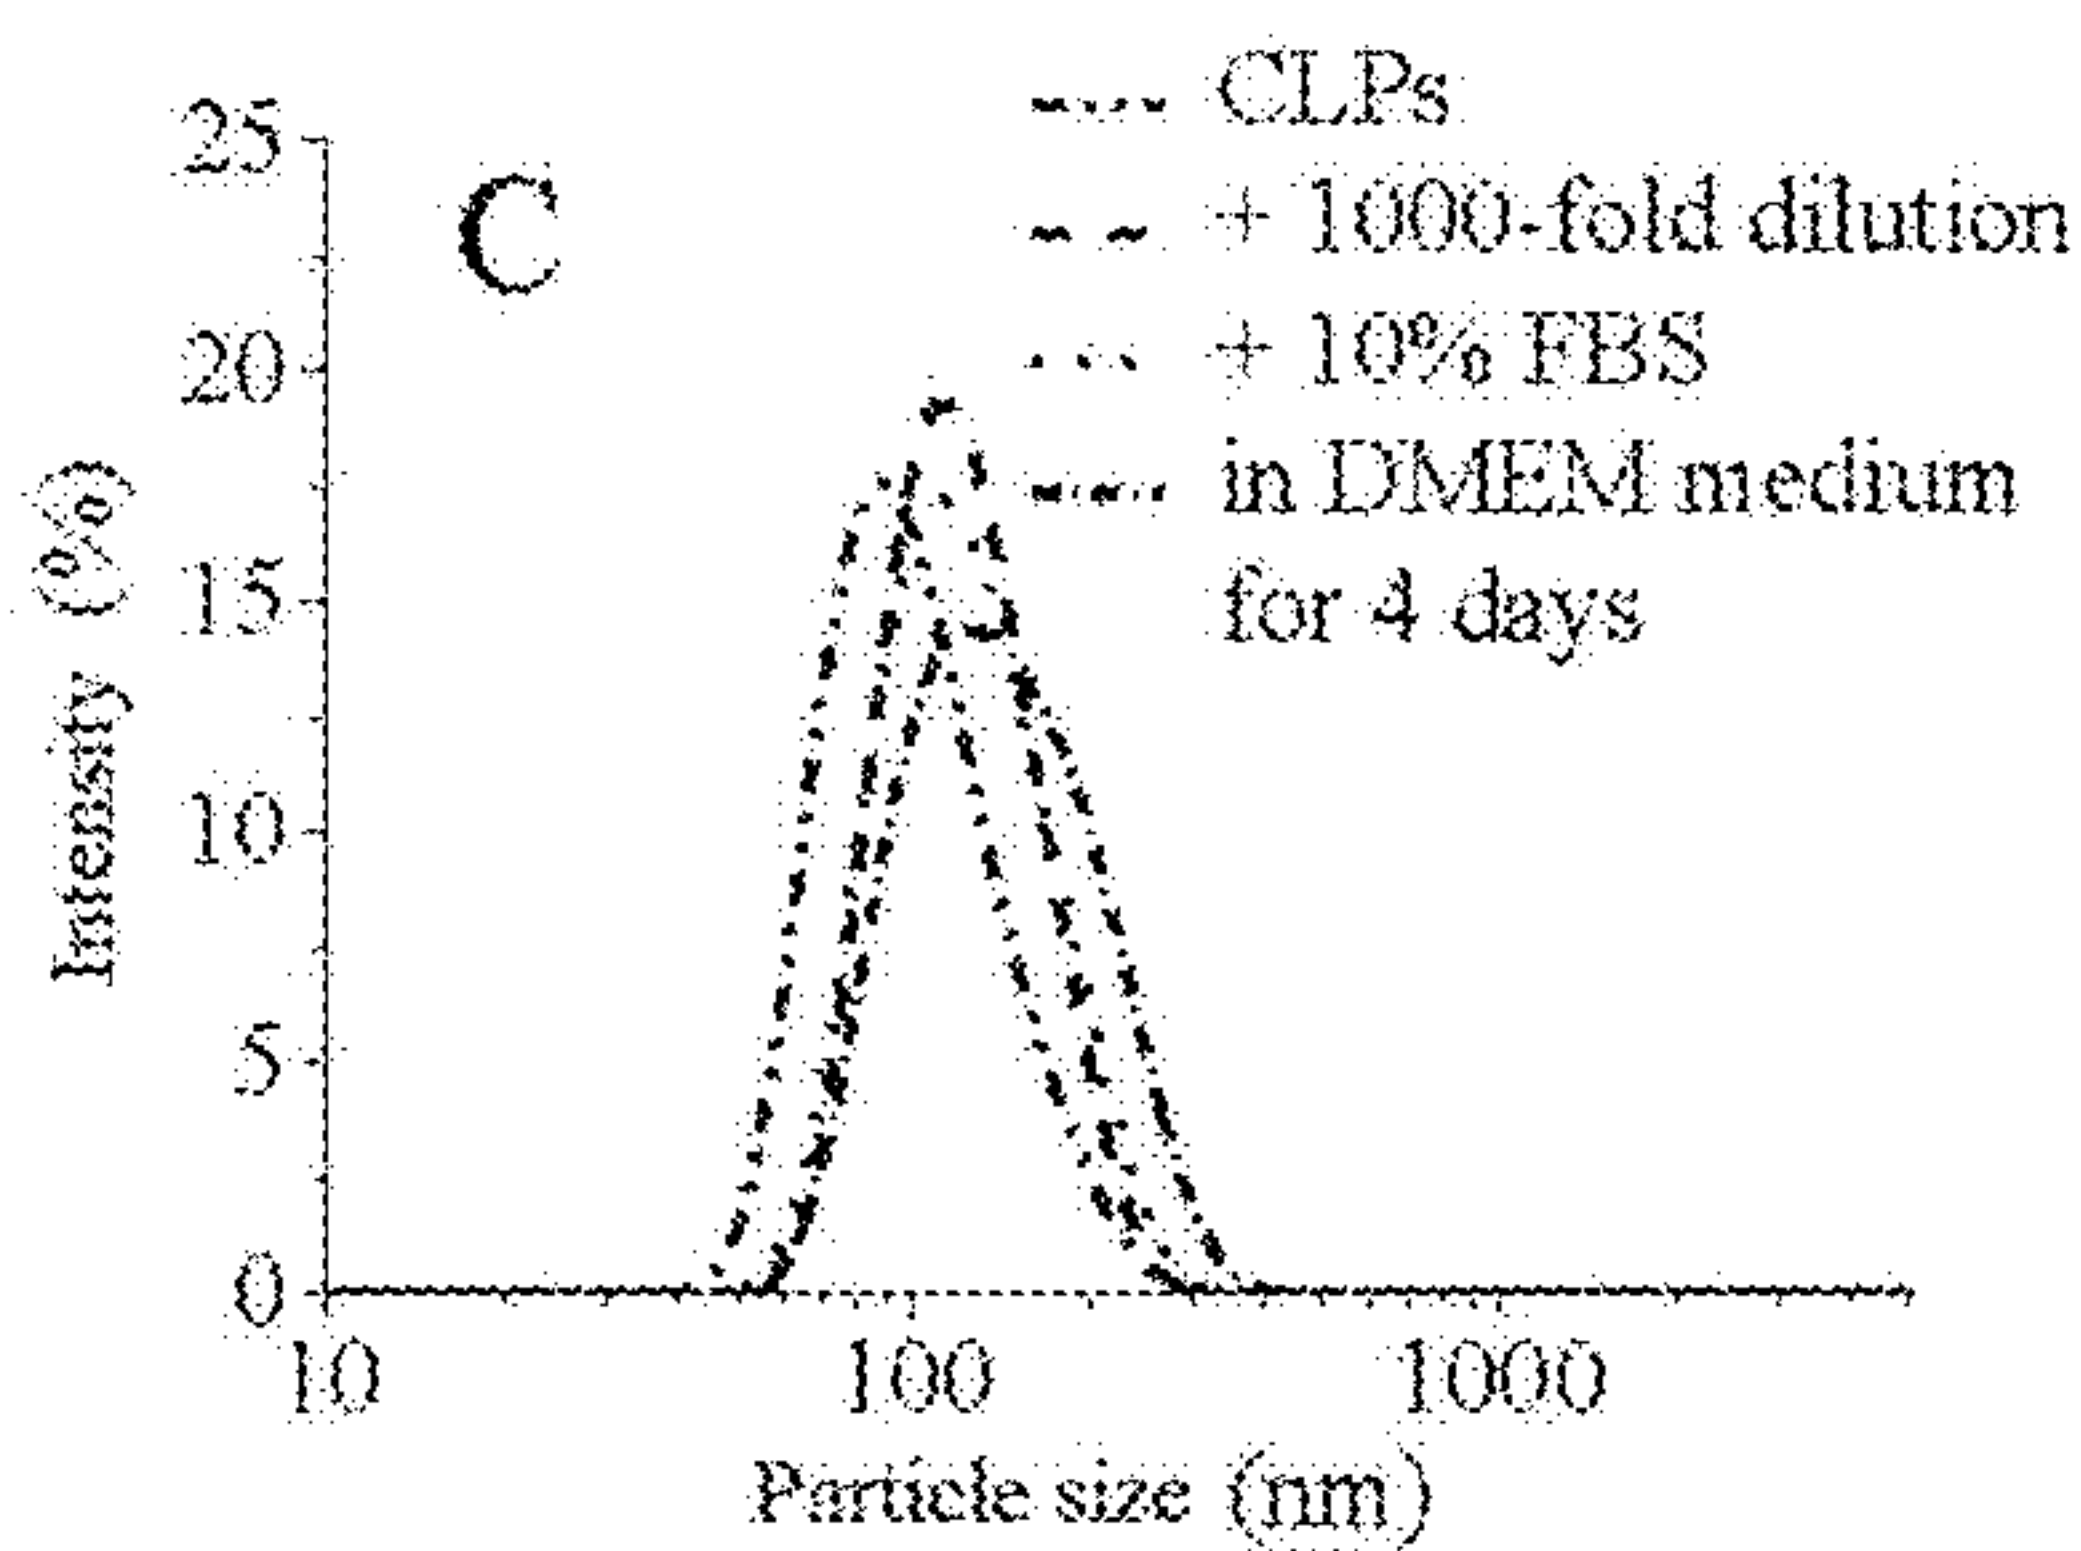 25
20
15
10
5
0
C
CLPs
+ 1000-fold dilution
+ 10% FBS
in DMEM medium
for 4 days
Intensity (%)
10
100
1000
Particle size (nm)